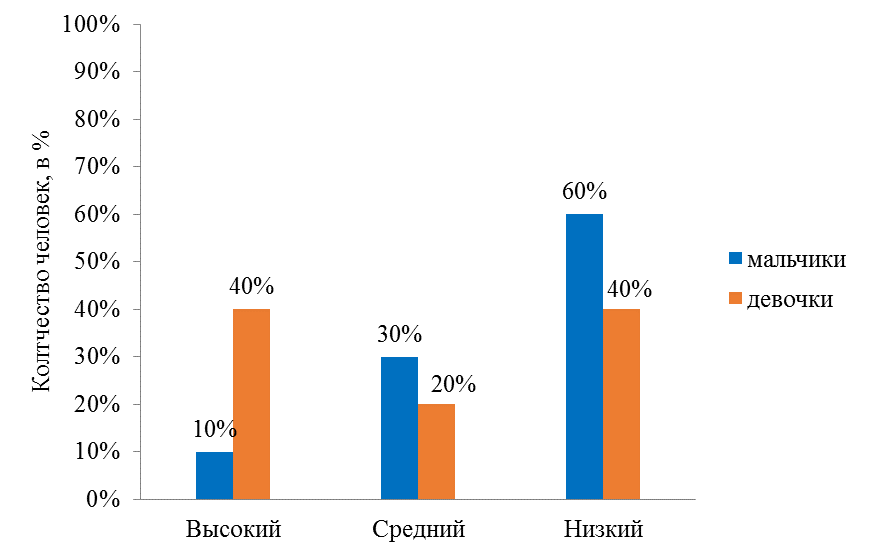 Колтчество человек, в %
100%
90%
80%
70%
60%
50%
40%
30%
20%
10%
0%
10%
40%
30%
20%
60%
40%
Высокий
Средний
Низкий
мальчики
девочки